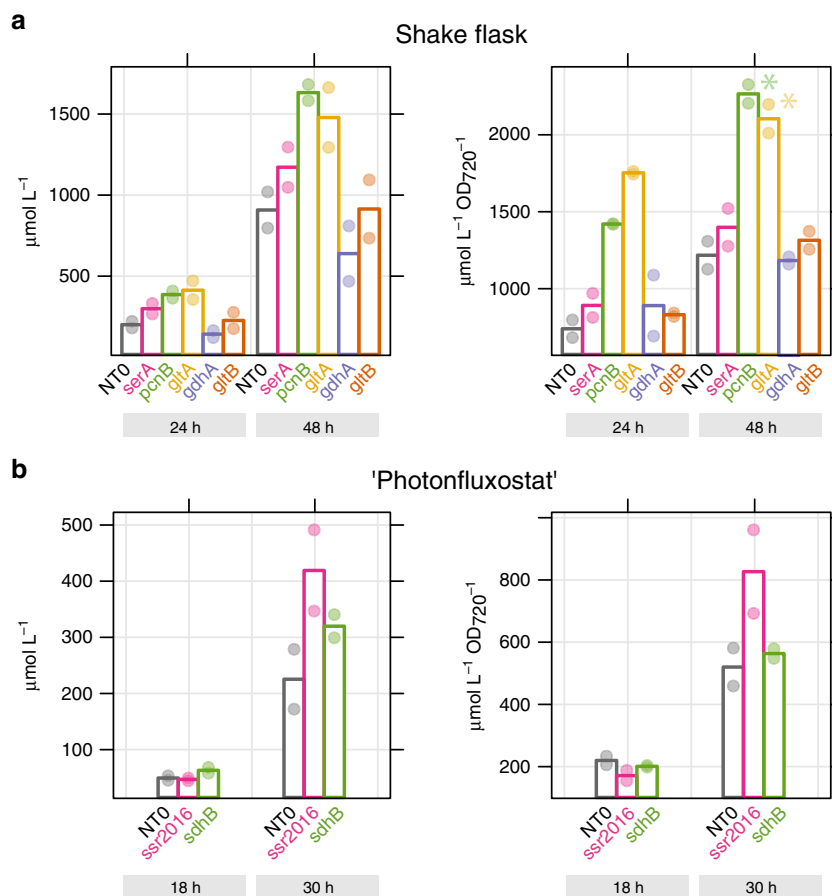 a
Shake flask
μmol L⁻¹
1500
1000
500
NT0 serA pcnB gltA gdhA gltB NT0 serA pcnB gltA gdhA gltB
24 h 48 h
μmol L⁻¹ OD₇₂₀⁻¹
2000
1500
1000
*
*
NT0 serA pcnB gltA gdhA gltB NT0 serA pcnB gltA gdhA gltB
24 h 48 h
b
'Photonfluxostat'
μmol L⁻¹
500
400
300
200
100
NT0 ssr2016 sdhB NT0 ssr2016 sdhB
18 h 30 h
μmol L⁻¹ OD₇₂₀⁻¹
800
600
400
200
NT0 ssr2016 sdhB NT0 ssr2016 sdhB
18 h 30 h